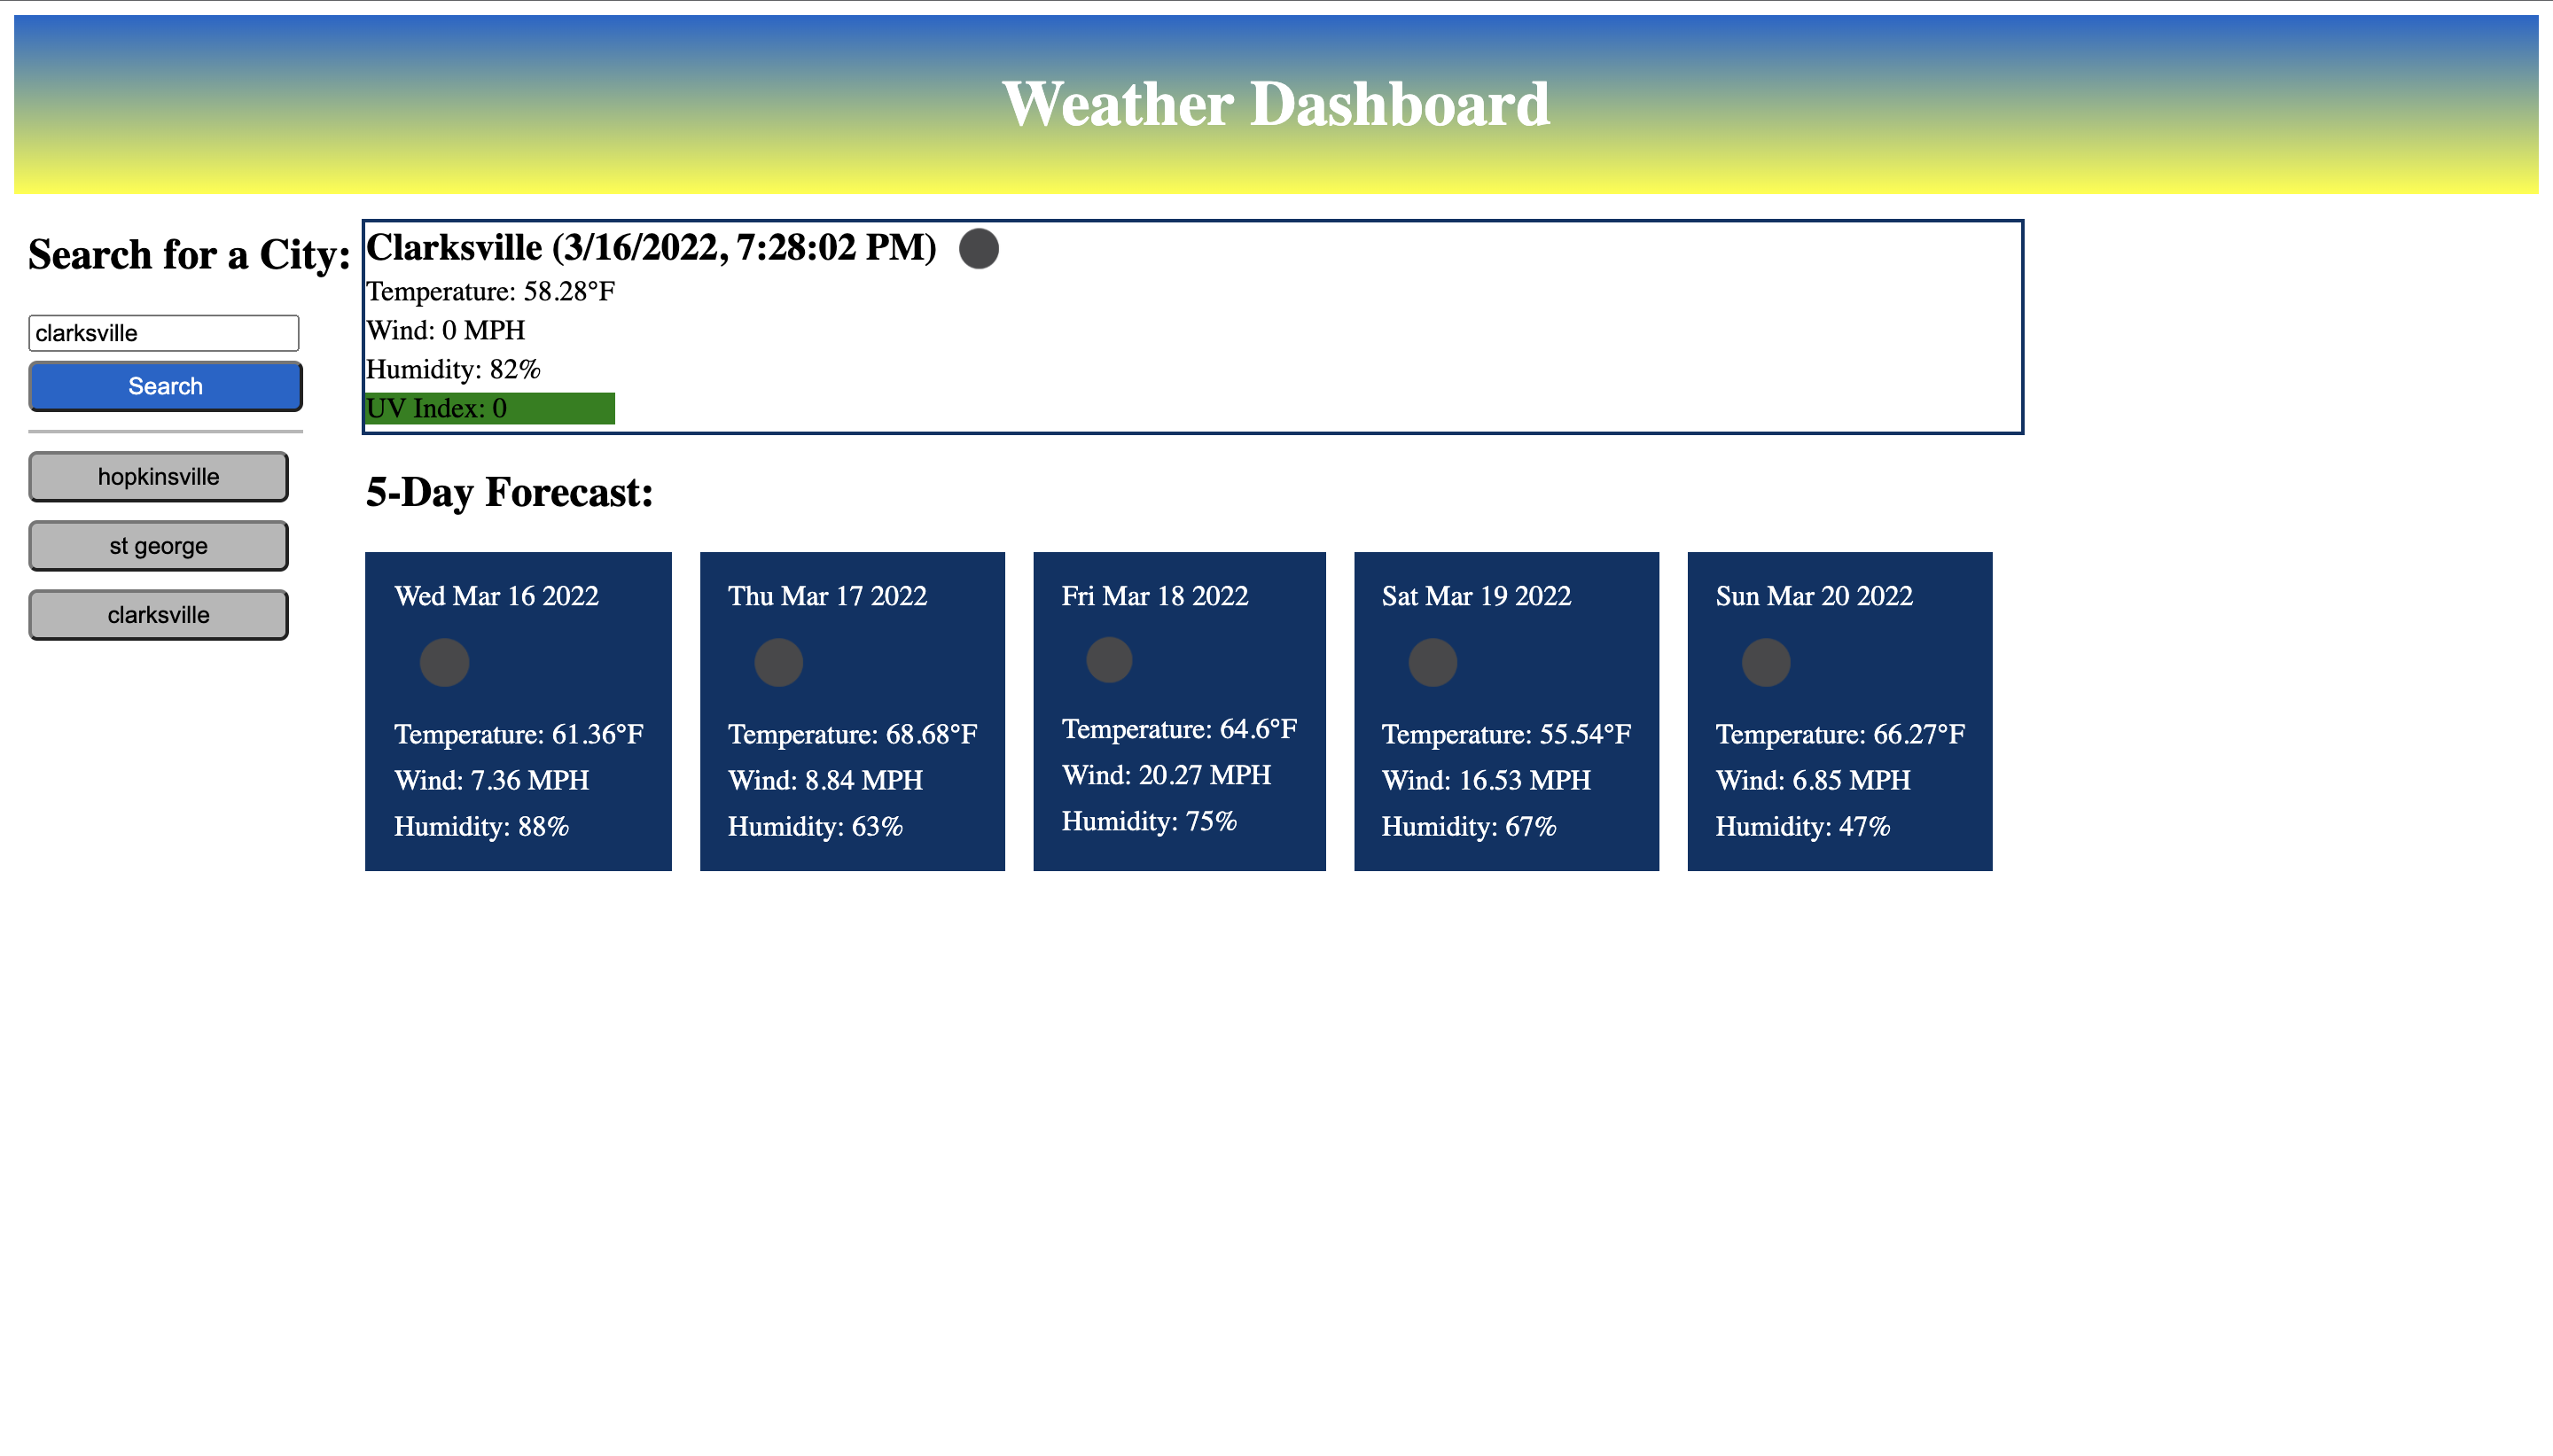 Weather Dashboard
Search for a City:
clarksville
Search
hopkinsville
st george
clarksville
Clarksville (3/16/2022, 7:28:02 PM)
Temperature: 58.28°F
Wind: 0 MPH
Humidity: 82%
UV Index: 0
5-Day Forecast:
Wed Mar 16 2022
Temperature: 61.36°F
Wind: 7.36 MPH
Humidity: 88%
Thu Mar 17 2022
Temperature: 68.68°F
Wind: 8.84 MPH
Humidity: 63%
Fri Mar 18 2022
Temperature: 64.6°F
Wind: 20.27 MPH
Humidity: 75%
Sat Mar 19 2022
Temperature: 55.54°F
Wind: 16.53 MPH
Humidity: 67%
Sun Mar 20 2022
Temperature: 66.27°F
Wind: 6.85 MPH
Humidity: 47%